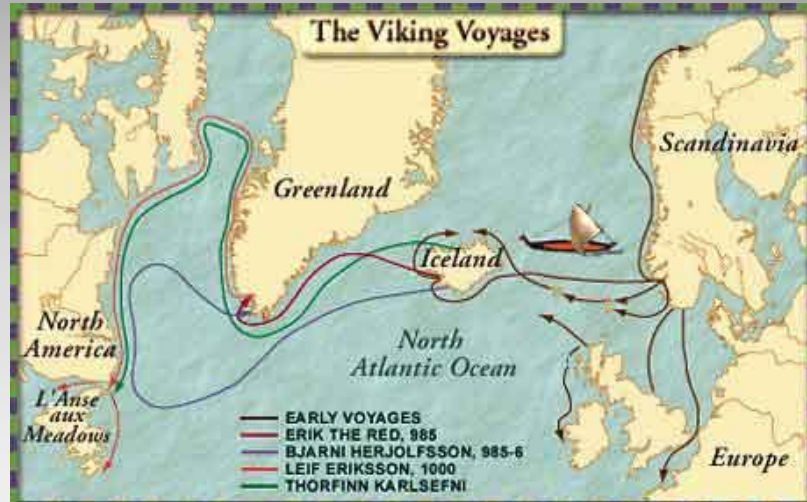 The Viking Voyages
Scandinavia
Greenland
Iceland
North
America
North
Atlantic Ocean
L'Anse
aux
Meadows
Europe
EARLY VOYAGES
ERIK THE RED, 985
BJARNI HERJOLFSSON, 985-6
LEIF ERIKSSON, 1000
THORFINN KARLSEFNI